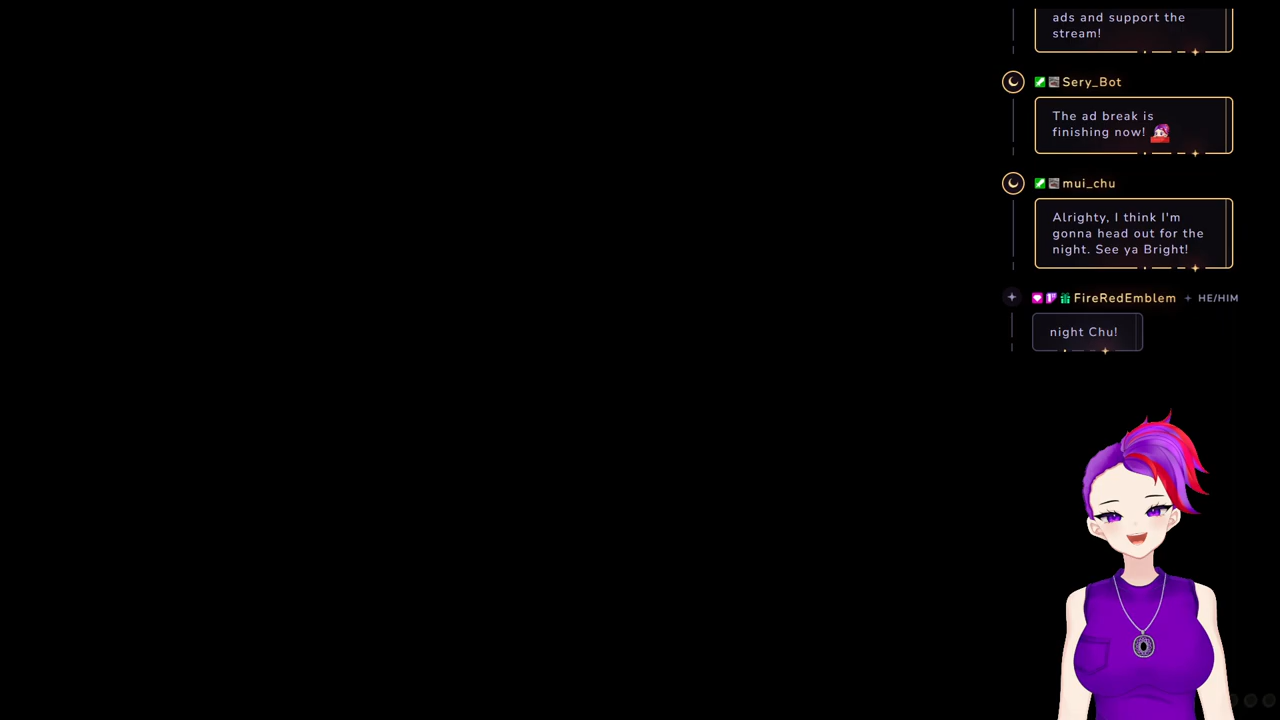 ads and support the
stream!
Sery_Bot
The ad break is
finishing now!
mui_chu
Alrighty, I think I'm
gonna head out for the
night. See ya Bright!
FireRedEmblem HE/HIM
night Chu!